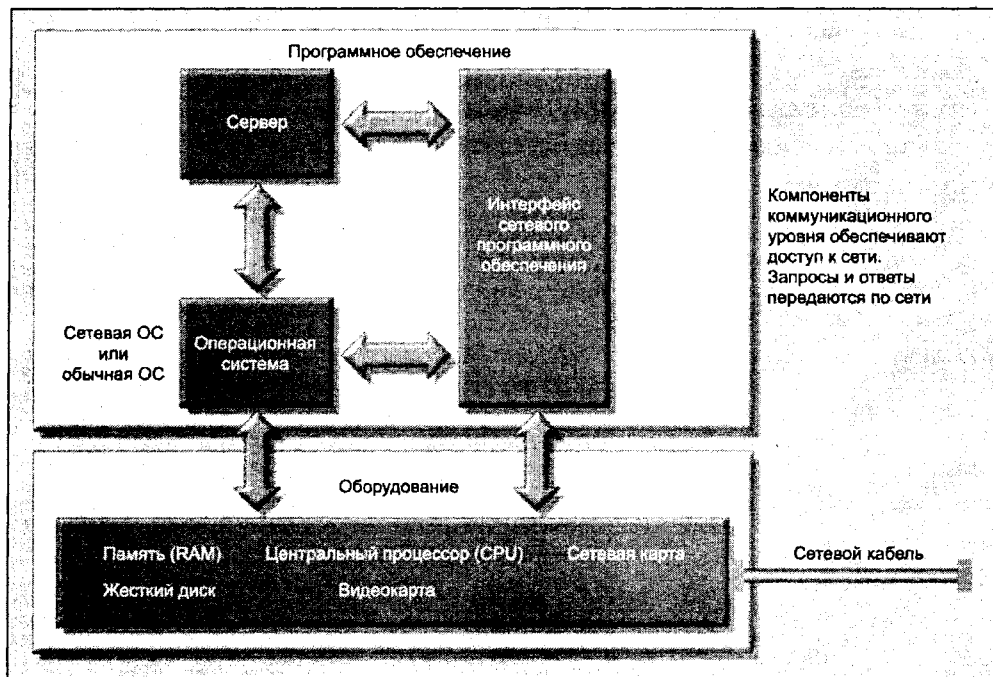 Программное обеспечение
Сервер
Интерфейс
сетевого
программного
обеспечения
Компоненты
коммуникационного
уровня обеспечивают
доступ к сети.
Запросы и ответы
передаются по сети
Сетевая ОС
или
обычная ОС
Операционная
система
Оборудование
Память (RAM) Центральный процессор (CPU) Сетевая карта
Жесткий диск Видеокарта
Сетевой кабель